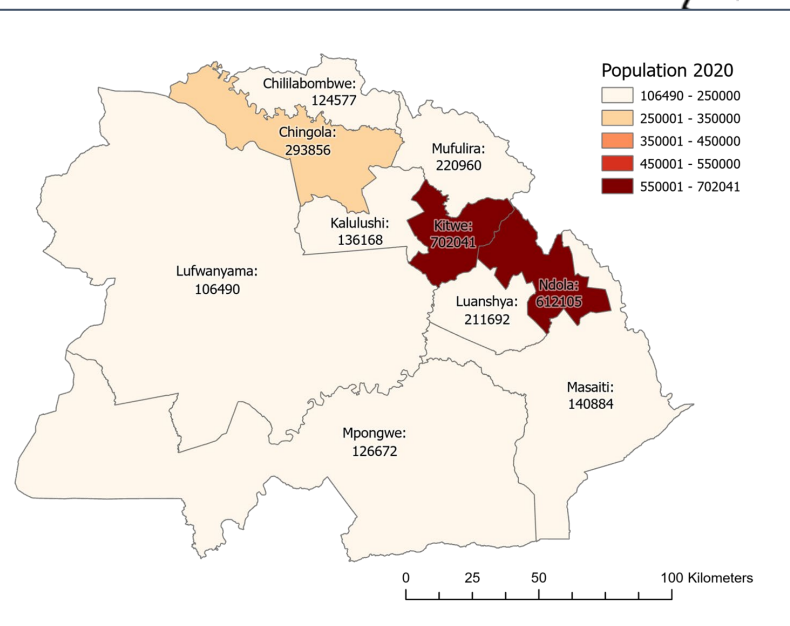 Population 2020
106490 - 250000
250001 - 350000
350001 - 450000
450001 - 550000
550001 - 702041
Chililabombwe:
124577
Chingola:
293856
Mufulira:
220960
Kalulushi:
136168
Kitwe:
702041
Lufwanyama:
106490
Ndola:
612105
Luanshya:
211692
Masaiti:
140884
Mpongwe:
126672
0 25 50 100 Kilometers